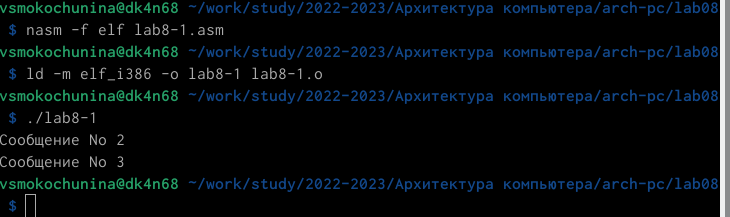 vsmokochunina@dk4n68 ~/work/study/2022-2023/Архитектура компьютера/arch-pc/lab08
$ nasm -f elf lab8-1.asm
vsmokochunina@dk4n68 ~/work/study/2022-2023/Архитектура компьютера/arch-pc/lab08
$ ld -m elf_i386 -o lab8-1 lab8-1.o
vsmokochunina@dk4n68 ~/work/study/2022-2023/Архитектура компьютера/arch-pc/lab08
$ ./lab8-1
Сообщение No 2
Сообщение No 3
vsmokochunina@dk4n68 ~/work/study/2022-2023/Архитектура компьютера/arch-pc/lab08
$